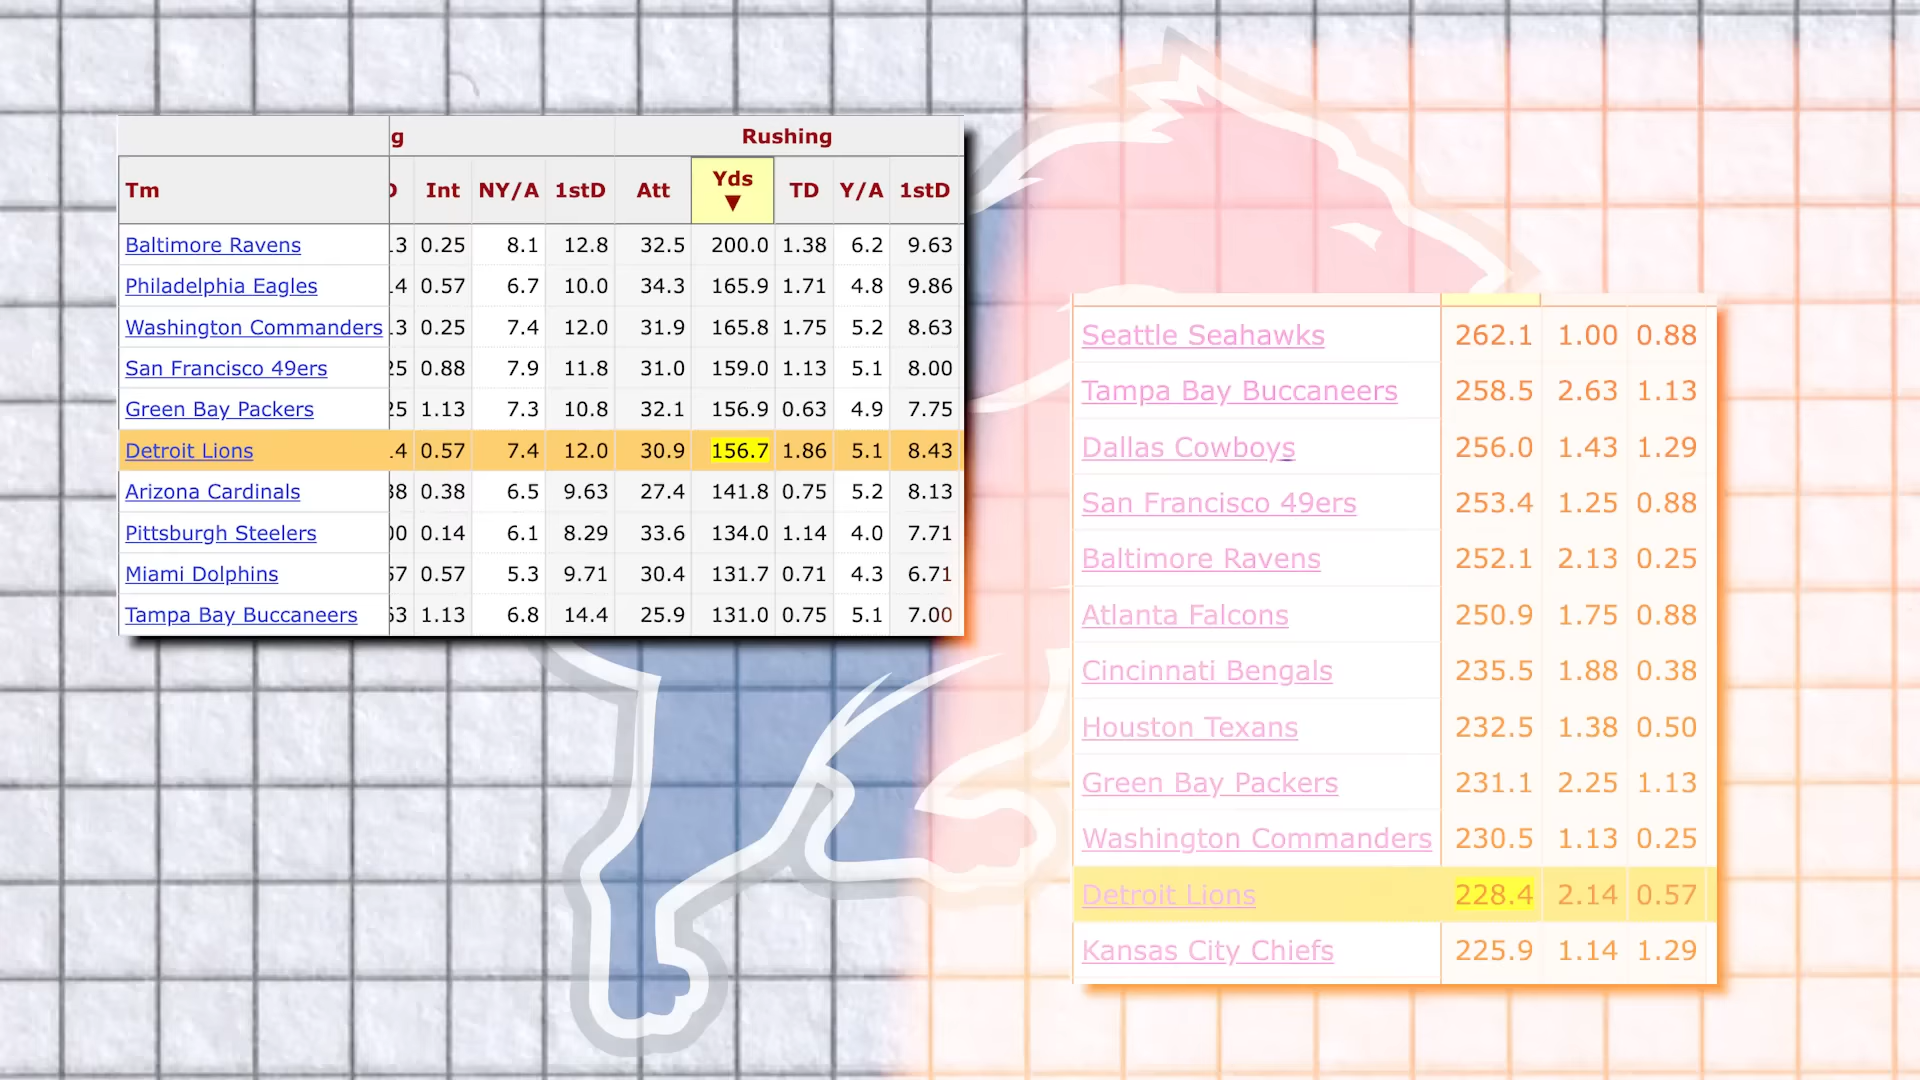 g Rushing
Tm Int NY/A 1stD Att Yds ▼ TD Y/A 1stD
Baltimore Ravens .3 0.25 8.1 12.8 32.5 200.0 1.38 6.2 9.63
Philadelphia Eagles .4 0.57 6.7 10.0 34.3 165.9 1.71 4.8 9.86
Washington Commanders .3 0.25 7.4 12.0 31.9 165.8 1.75 5.2 8.63
San Francisco 49ers 25 0.88 7.9 11.8 31.0 159.0 1.13 5.1 8.00
Green Bay Packers 25 1.13 7.3 10.8 32.1 156.9 0.63 4.9 7.75
Detroit Lions .4 0.57 7.4 12.0 30.9 156.7 1.86 5.1 8.43
Arizona Cardinals 38 0.38 6.5 9.63 27.4 141.8 0.75 5.2 8.13
Pittsburgh Steelers 00 0.14 6.1 8.29 33.6 134.0 1.14 4.0 7.71
Miami Dolphins 57 0.57 5.3 9.71 30.4 131.7 0.71 4.3 6.71
Tampa Bay Buccaneers 63 1.13 6.8 14.4 25.9 131.0 0.75 5.1 7.00
Seattle Seahawks 262.1 1.00 0.88
Tampa Bay Buccaneers 258.5 2.63 1.13
Dallas Cowboys 256.0 1.43 1.29
San Francisco 49ers 253.4 1.25 0.88
Baltimore Ravens 252.1 2.13 0.25
Atlanta Falcons 250.9 1.75 0.88
Cincinnati Bengals 235.5 1.88 0.38
Houston Texans 232.5 1.38 0.50
Green Bay Packers 231.1 2.25 1.13
Washington Commanders 230.5 1.13 0.25
Detroit Lions 228.4 2.14 0.57
Kansas City Chiefs 225.9 1.14 1.29